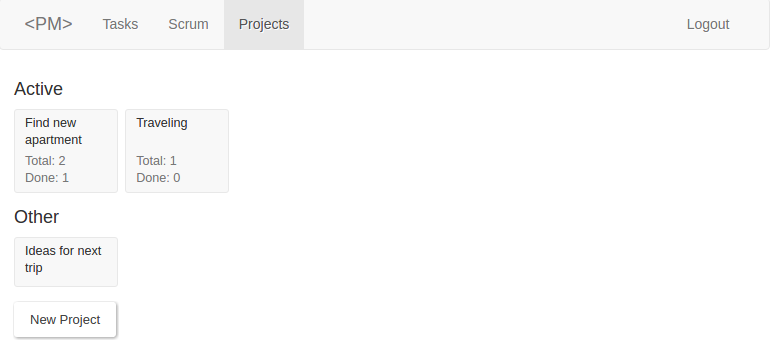 <PM> Tasks Scrum Projects Logout
Active
Find new
apartment
Total: 2
Done: 1
Traveling
Total: 1
Done: 0
Other
Ideas for next
trip
New Project